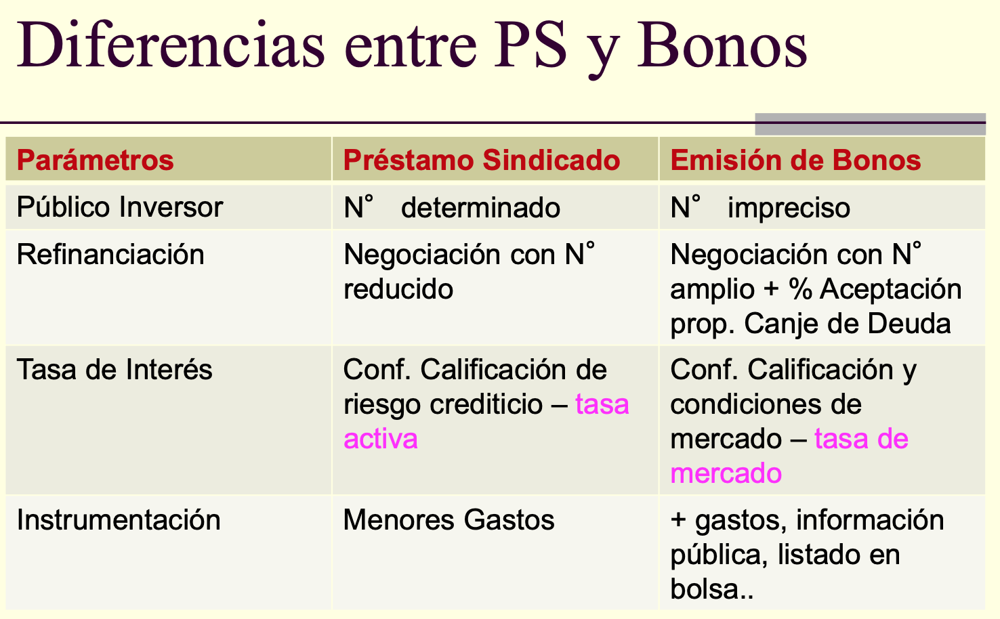 Diferencias entre PS y Bonos
Parámetros
Préstamo Sindicado
Emisión de Bonos
Público Inversor
N° determinado
N° impreciso
Refinanciación
Negociación con N°
reducido
Negociación con N°
amplio + % Aceptación
prop. Canje de Deuda
Tasa de Interés
Conf. Calificación de
riesgo crediticio – tasa
activa
Conf. Calificación y
condiciones de
mercado – tasa de
mercado
Instrumentación
Menores Gastos
+ gastos, información
pública, listado en
bolsa..